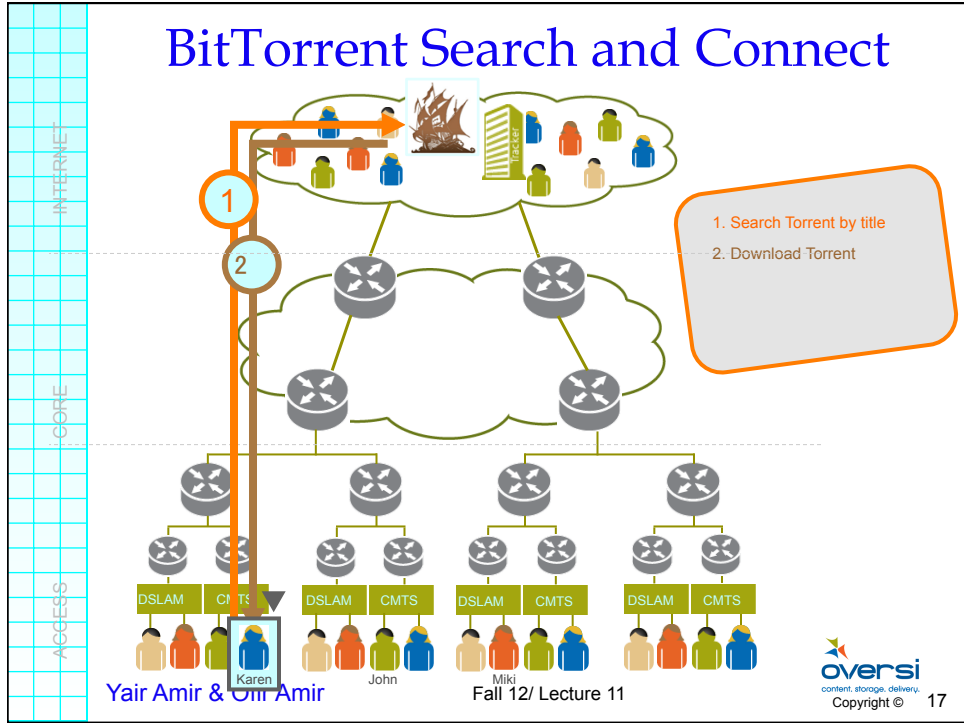 BitTorrent Search and Connect
INTERNET
Tracker
1
2
1. Search Torrent by title
2. Download Torrent
CORE
ACCESS
DSLAM CMTS DSLAM CMTS DSLAM CMTS DSLAM CMTS
Karen John Miki
Yair Amir & Ofir Amir
Fall 12/ Lecture 11
oversi
content. storage. delivery.
Copyright © 17